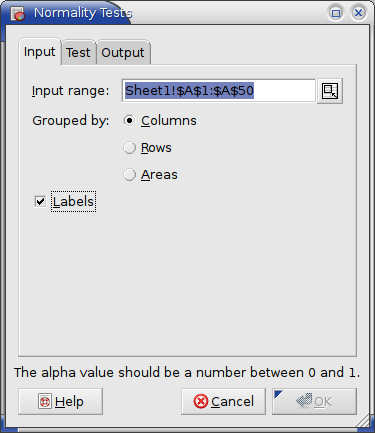 Normality Tests
Input Test Output
Input range: Sheet1!$A$1:$A$50
Grouped by: Columns
Rows
Areas
Labels
The alpha value should be a number between 0 and 1.
Help Cancel OK